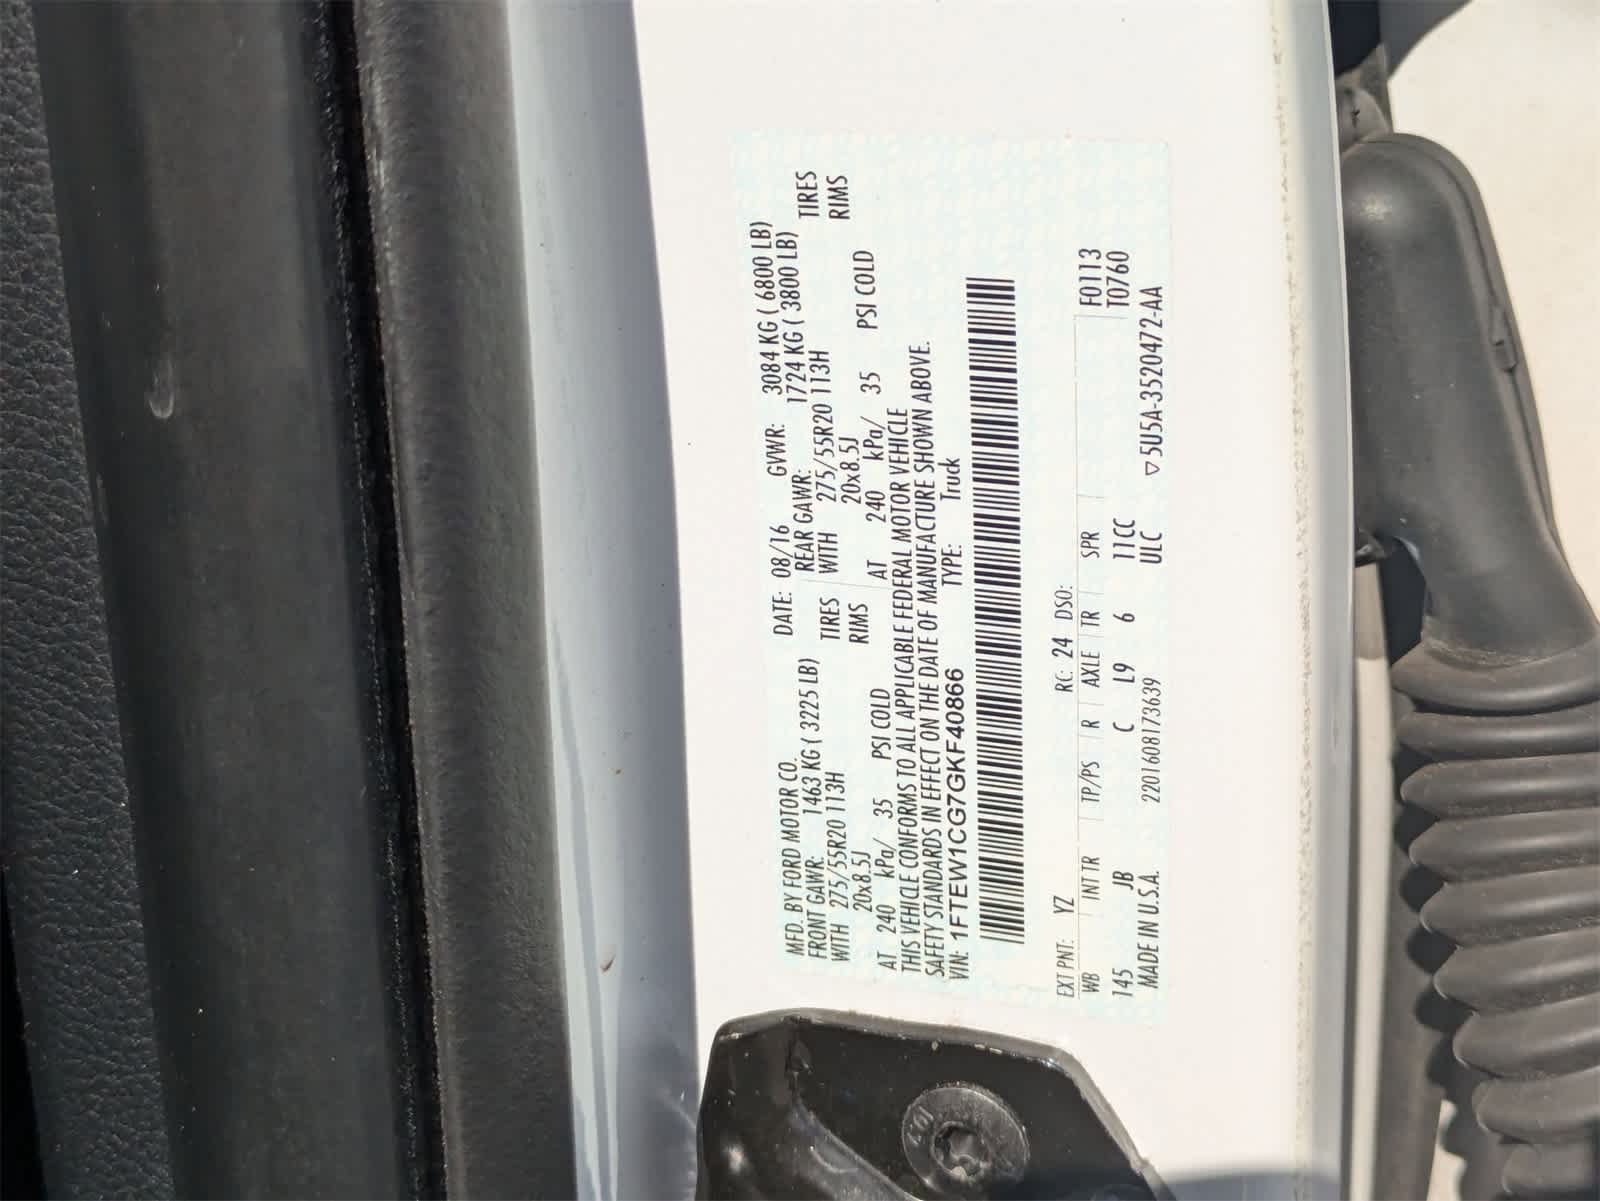 MFD. BY FORD MOTOR CO. DATE: 08/16 GVWR: 3084 KG ( 6800 LB)
FRONT GAWR: 1463 KG ( 3225 LB) REAR GAWR: 1724 KG ( 3800 LB)
WITH 275/55R20 113H TIRES WITH 275/55R20 113H TIRES
20x8.5J RIMS 20x8.5J RIMS
AT 240 kPa/ 35 PSI COLD AT 240 kPa/ 35 PSI COLD
THIS VEHICLE CONFORMS TO ALL APPLICABLE FEDERAL MOTOR VEHICLE
SAFETY STANDARDS IN EFFECT ON THE DATE OF MANUFACTURE SHOWN ABOVE.
VIN: 1FTEW1CG7GKF40866 TYPE: Truck
EXT PNT: YZ RC: 24 DSO:
WB INT TR TP/PS R AXLE TR SPR F0113
145 JB C L9 6 11CC T0760
MADE IN U.S.A. 2201608173639 ULC ▽5U5A-3520472-AA